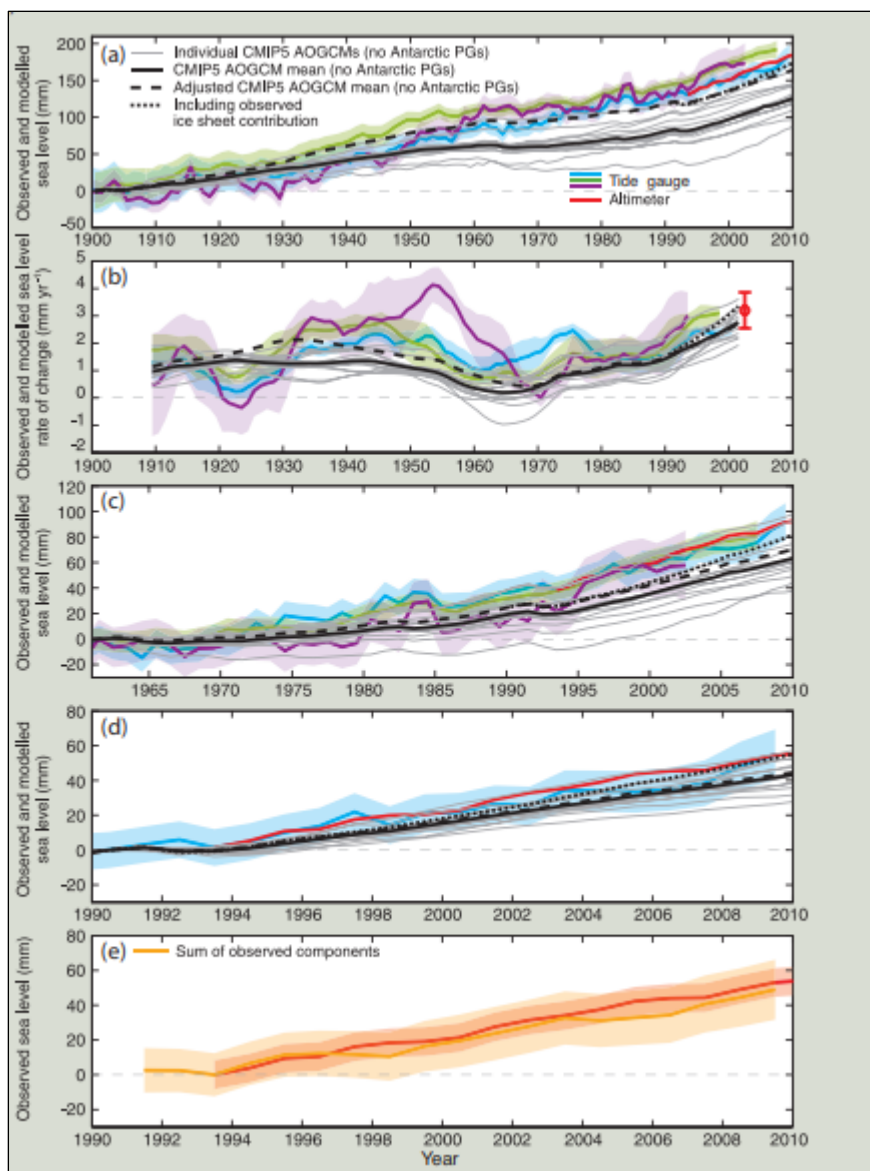 Observed and modelled
sea level (mm)
(a)
200
150
100
50
0
50
Individual CMIP5 AOGCMs (no Antarctic PGs)
CMIP5 AOGCM mean (no Antarctic PGs)
Adjusted CMIP5 AOGCM mean (no Antarctic PGs)
Including observed
ice sheet contribution
Tide gauge
Altimeter
1900 1910 1920 1930 1940 1950 1960 1970 1980 1990 2000 2010
Observed and modelled sea level
rate of change (mm yr⁻¹)
(b)
5
4
3
2
1
0
-1
-2
1900 1910 1920 1930 1940 1950 1960 1970 1980 1990 2000 2010
Observed and modelled
sea level (mm)
(c)
120
100
80
60
40
20
0
-20
1965 1970 1975 1980 1985 1990 1995 2000 2005 2010
Observed and modelled
sea level (mm)
(d)
80
60
40
20
0
-20
1990 1992 1994 1996 1998 2000 2002 2004 2006 2008 2010
Observed sea level (mm)
(e)
80
60
40
20
0
-20
Sum of observed components
1990 1992 1994 1996 1998 2000 2002 2004 2006 2008 2010
Year